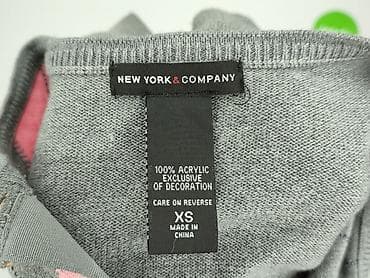 NEW YORK & COMPANY
100% ACRYLIC
EXCLUSIVE
OF DECORATION
CARE ON REVERSE
XS
MADE IN
CHINA